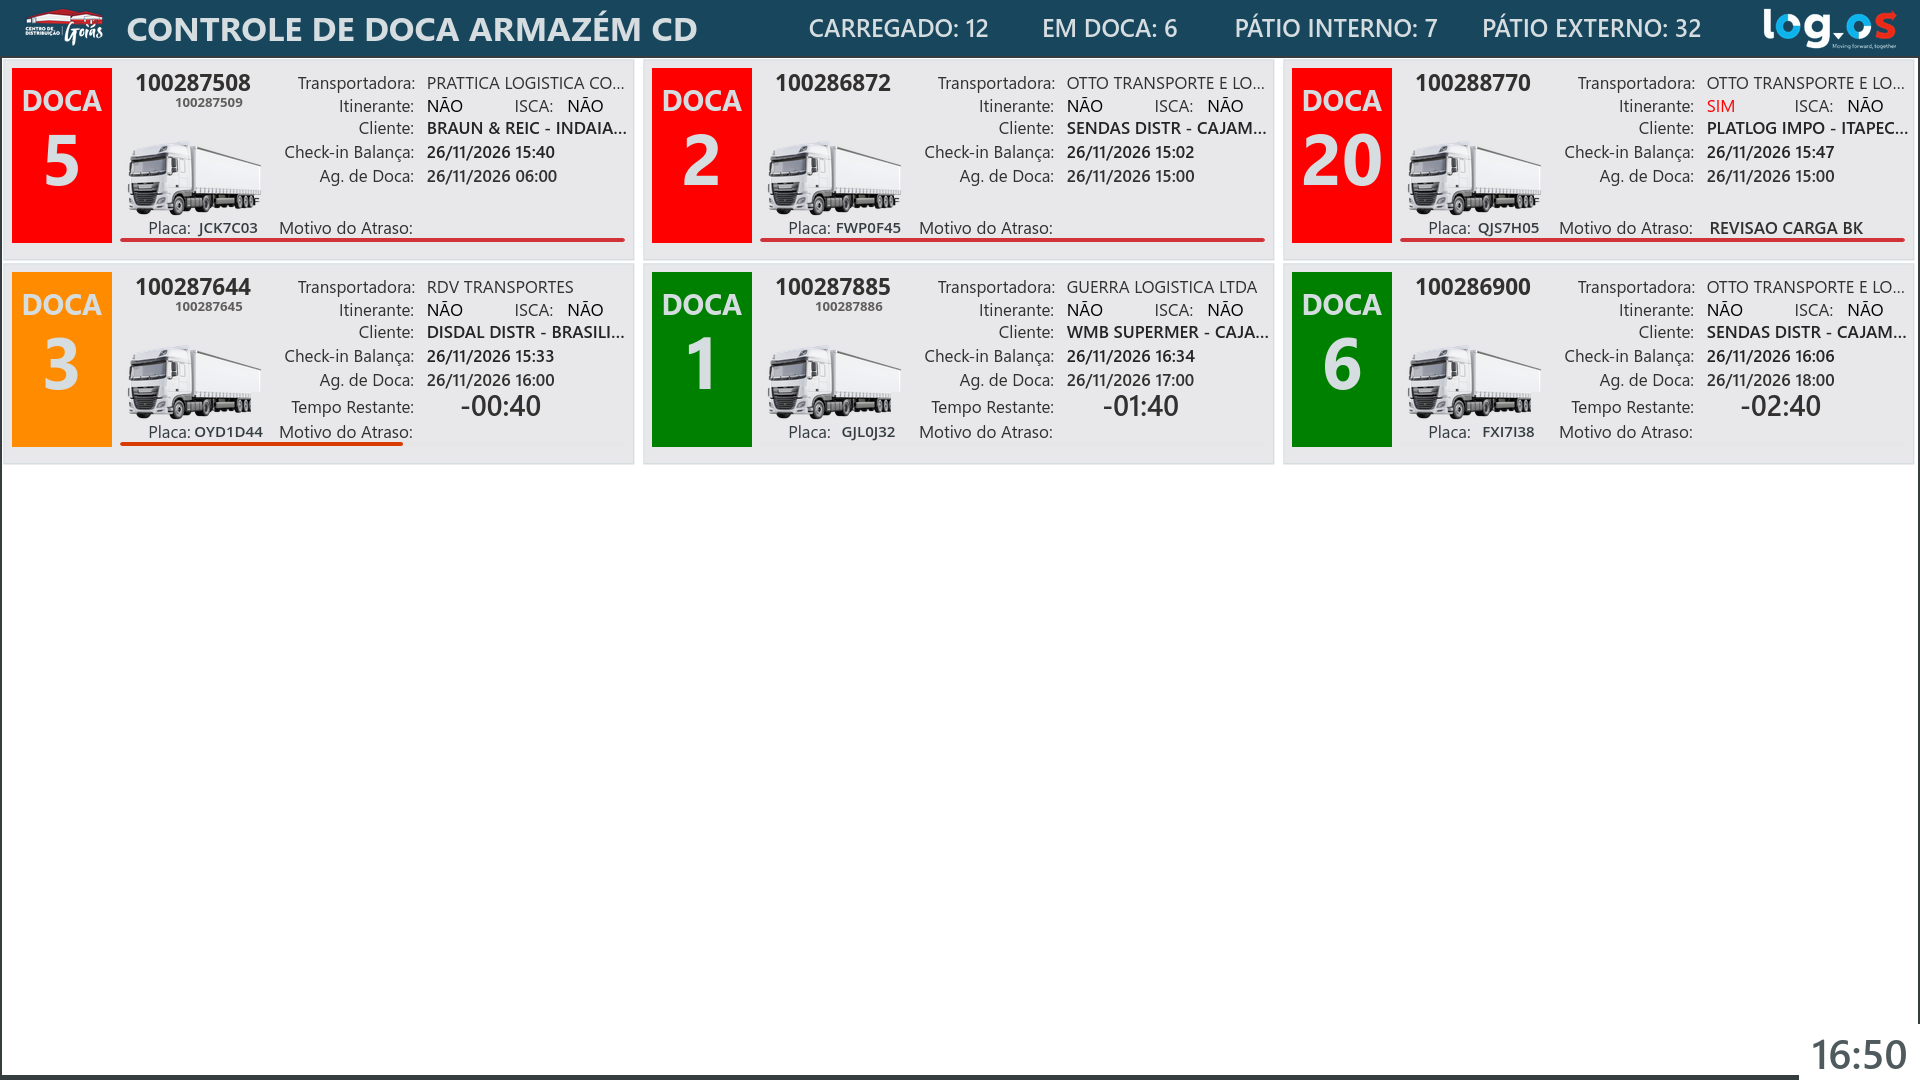 CENTRO DE DISTRIBUIÇÃO Goiás
CONTROLE DE DOCA ARMAZÉM CD
CARREGADO: 12
EM DOCA: 6
PÁTIO INTERNO: 7
PÁTIO EXTERNO: 32
log.os
Moving forward, together
DOCA
5
100287508
100287509
Transportadora: PRATTICA LOGISTICA CO...
Itinerante: NÃO ISCA: NÃO
Cliente: BRAUN & REIC - INDAIA...
Check-in Balança: 26/11/2026 15:40
Ag. de Doca: 26/11/2026 06:00
Placa: JCK7C03 Motivo do Atraso:
DOCA
2
100286872
Transportadora: OTTO TRANSPORTE E LO...
Itinerante: NÃO ISCA: NÃO
Cliente: SENDAS DISTR - CAJAM...
Check-in Balança: 26/11/2026 15:02
Ag. de Doca: 26/11/2026 15:00
Placa: FWP0F45 Motivo do Atraso:
DOCA
20
100288770
Transportadora: OTTO TRANSPORTE E LO...
Itinerante: SIM ISCA: NÃO
Cliente: PLATLOG IMPO - ITAPEC...
Check-in Balança: 26/11/2026 15:47
Ag. de Doca: 26/11/2026 15:00
Placa: QJS7H05 Motivo do Atraso: REVISAO CARGA BK
DOCA
3
100287644
100287645
Transportadora: RDV TRANSPORTES
Itinerante: NÃO ISCA: NÃO
Cliente: DISDAL DISTR - BRASILI...
Check-in Balança: 26/11/2026 15:33
Ag. de Doca: 26/11/2026 16:00
Tempo Restante: -00:40
Placa: OYD1D44 Motivo do Atraso:
DOCA
1
100287885
100287886
Transportadora: GUERRA LOGISTICA LTDA
Itinerante: NÃO ISCA: NÃO
Cliente: WMB SUPERMER - CAJA...
Check-in Balança: 26/11/2026 16:34
Ag. de Doca: 26/11/2026 17:00
Tempo Restante: -01:40
Placa: GJL0J32 Motivo do Atraso:
DOCA
6
100286900
Transportadora: OTTO TRANSPORTE E LO...
Itinerante: NÃO ISCA: NÃO
Cliente: SENDAS DISTR - CAJAM...
Check-in Balança: 26/11/2026 16:06
Ag. de Doca: 26/11/2026 18:00
Tempo Restante: -02:40
Placa: FXI7I38 Motivo do Atraso:
16:50